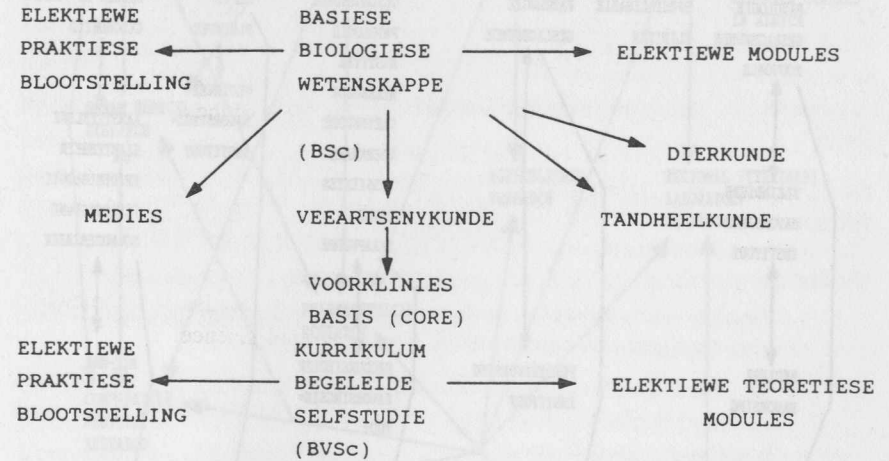 ELEKTIEWE
PRAKTIESE
BLOOTSTELLING
BASIESE
BIOLOGIESE
WETENSKAPPE
(BSc)
ELEKTIEWE MODULES
DIERKUNDE
MEDIES
VEEARTSENYKUNDE
TANDHEELKUNDE
VOORKLINIES
BASIS (CORE)
KURRIKULUM
BEGELEIDE
SELFSTUDIE
(BVSc)
ELEKTIEWE
PRAKTIESE
BLOOTSTELLING
ELEKTIEWE TEORETIESE
MODULES